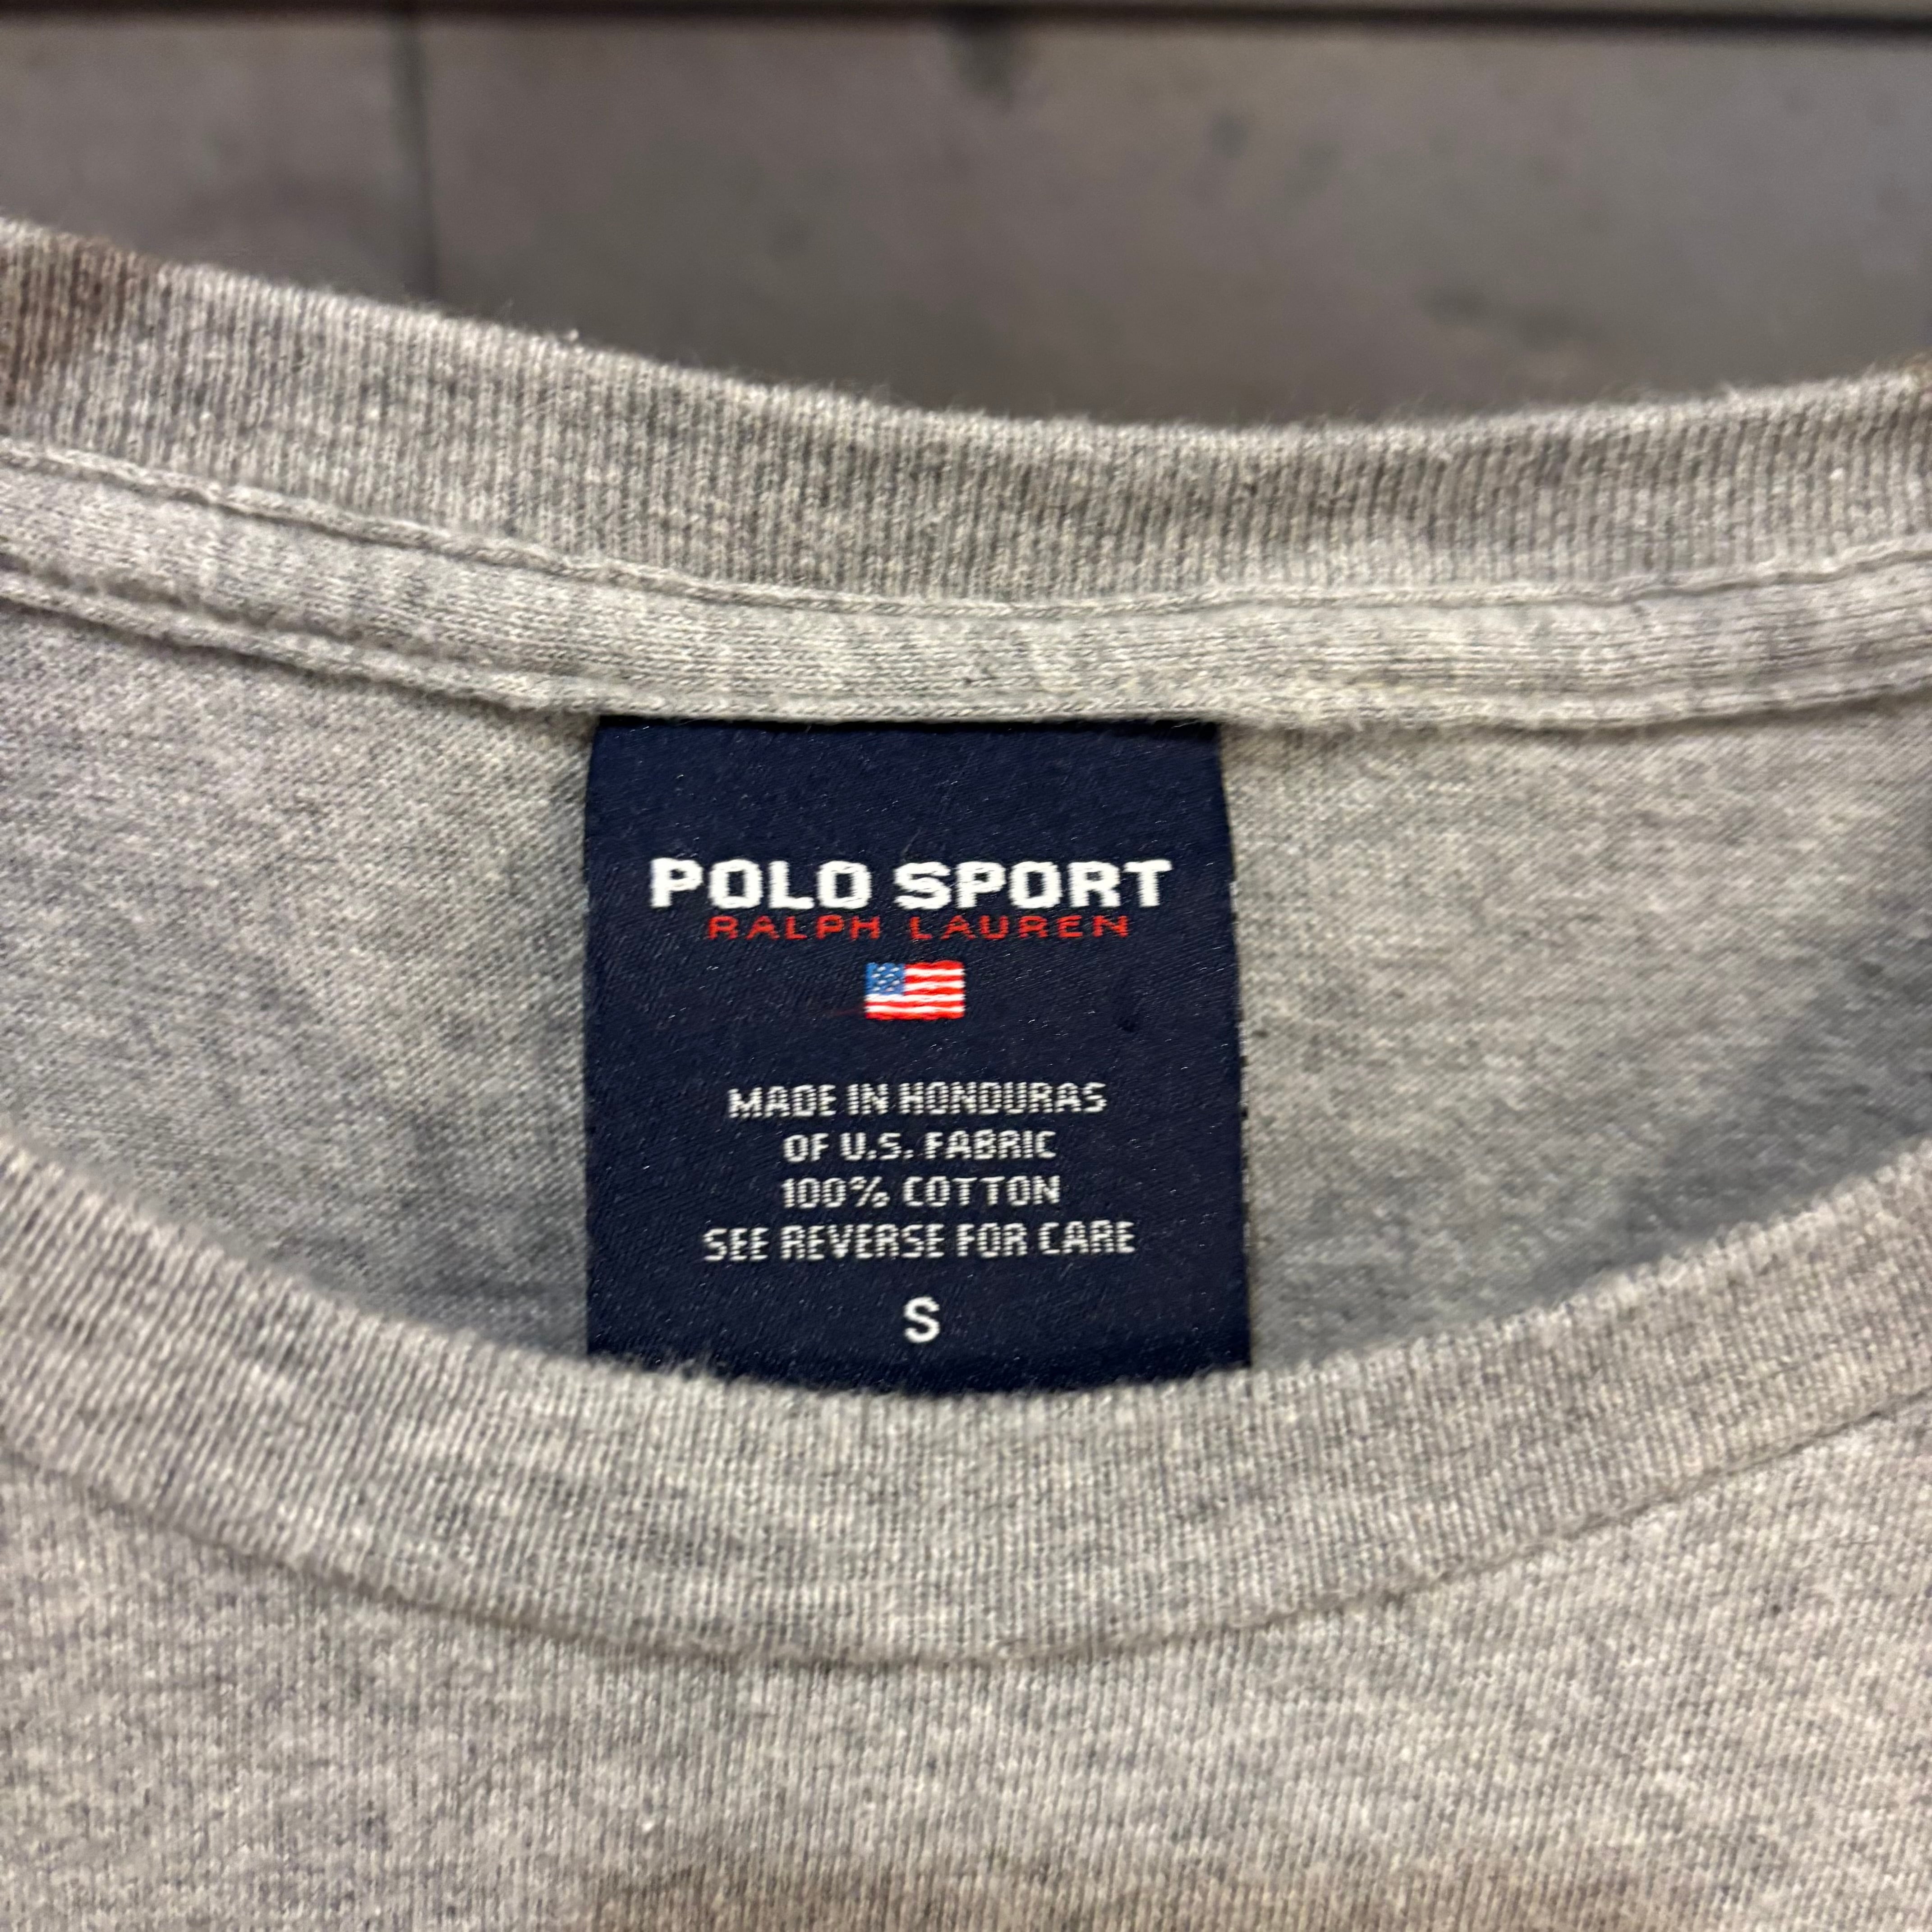 POLO SPORT
RALPH LAUREN
MADE IN HONDURAS
OF U.S. FABRIC
100% COTTON
SEE REVERSE FOR CARE
S